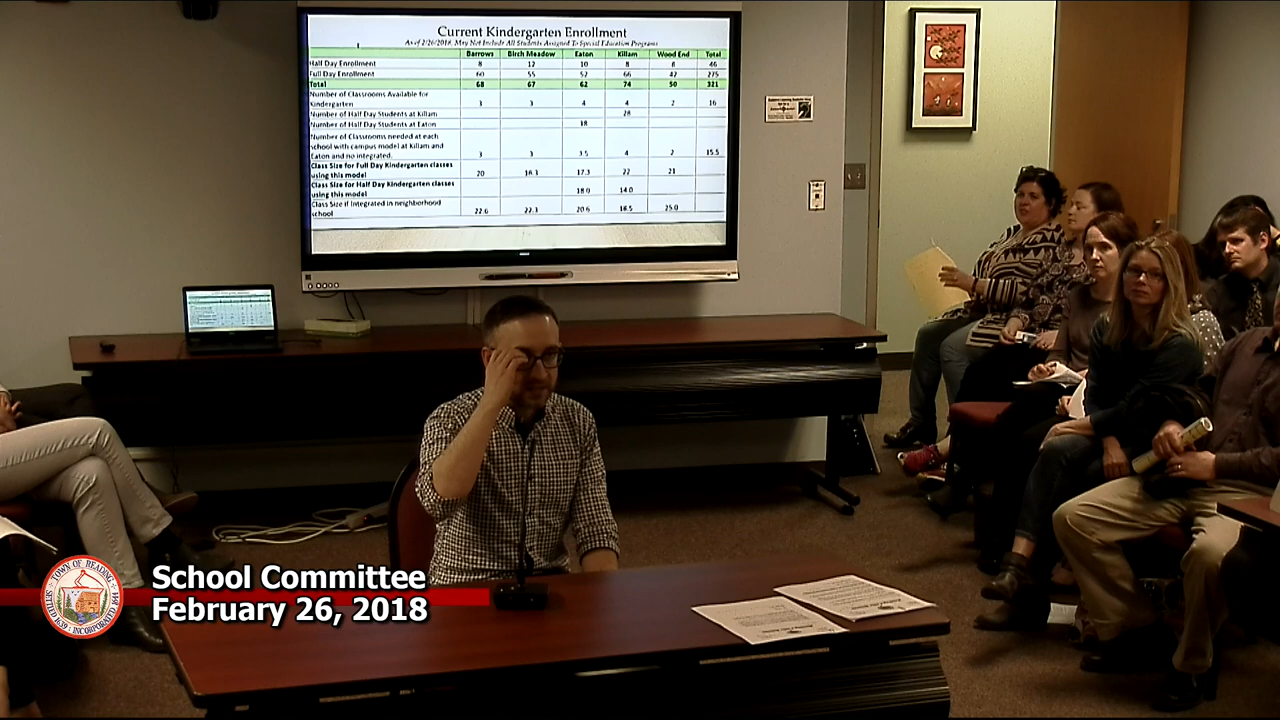 Current Kindergarten Enrollment
As of 2/26/2018. May Not Include All Students Assigned To Special Education Programs
Barrows Birch Meadow Eaton Killam Wood End Total
Half Day Enrollment 8 12 10 8 8 46
Full Day Enrollment 60 55 52 66 42 275
Total 68 67 62 74 50 321
Number of Classrooms Available for
Kindergarten 3 3 4 4 2 16
Number of Half Day Students at Killam 28
Number of Half Day Students at Eaton 18
Number of Classrooms needed at each
school with campus model at Killam and
Eaton and no integrated. 3 3 3.5 4 2 15.5
Class Size for Full Day Kindergarten classes
using this model 20 18.3 17.3 22 21
Class Size for Half Day Kindergarten classes
using this model 18.0 14.0
Class Size if Integrated in neighborhood
school 22.6 22.3 20.6 18.5 25.0
TOWN OF READING
SETTLED 1639 INCORPORATED 1644
School Committee
February 26, 2018